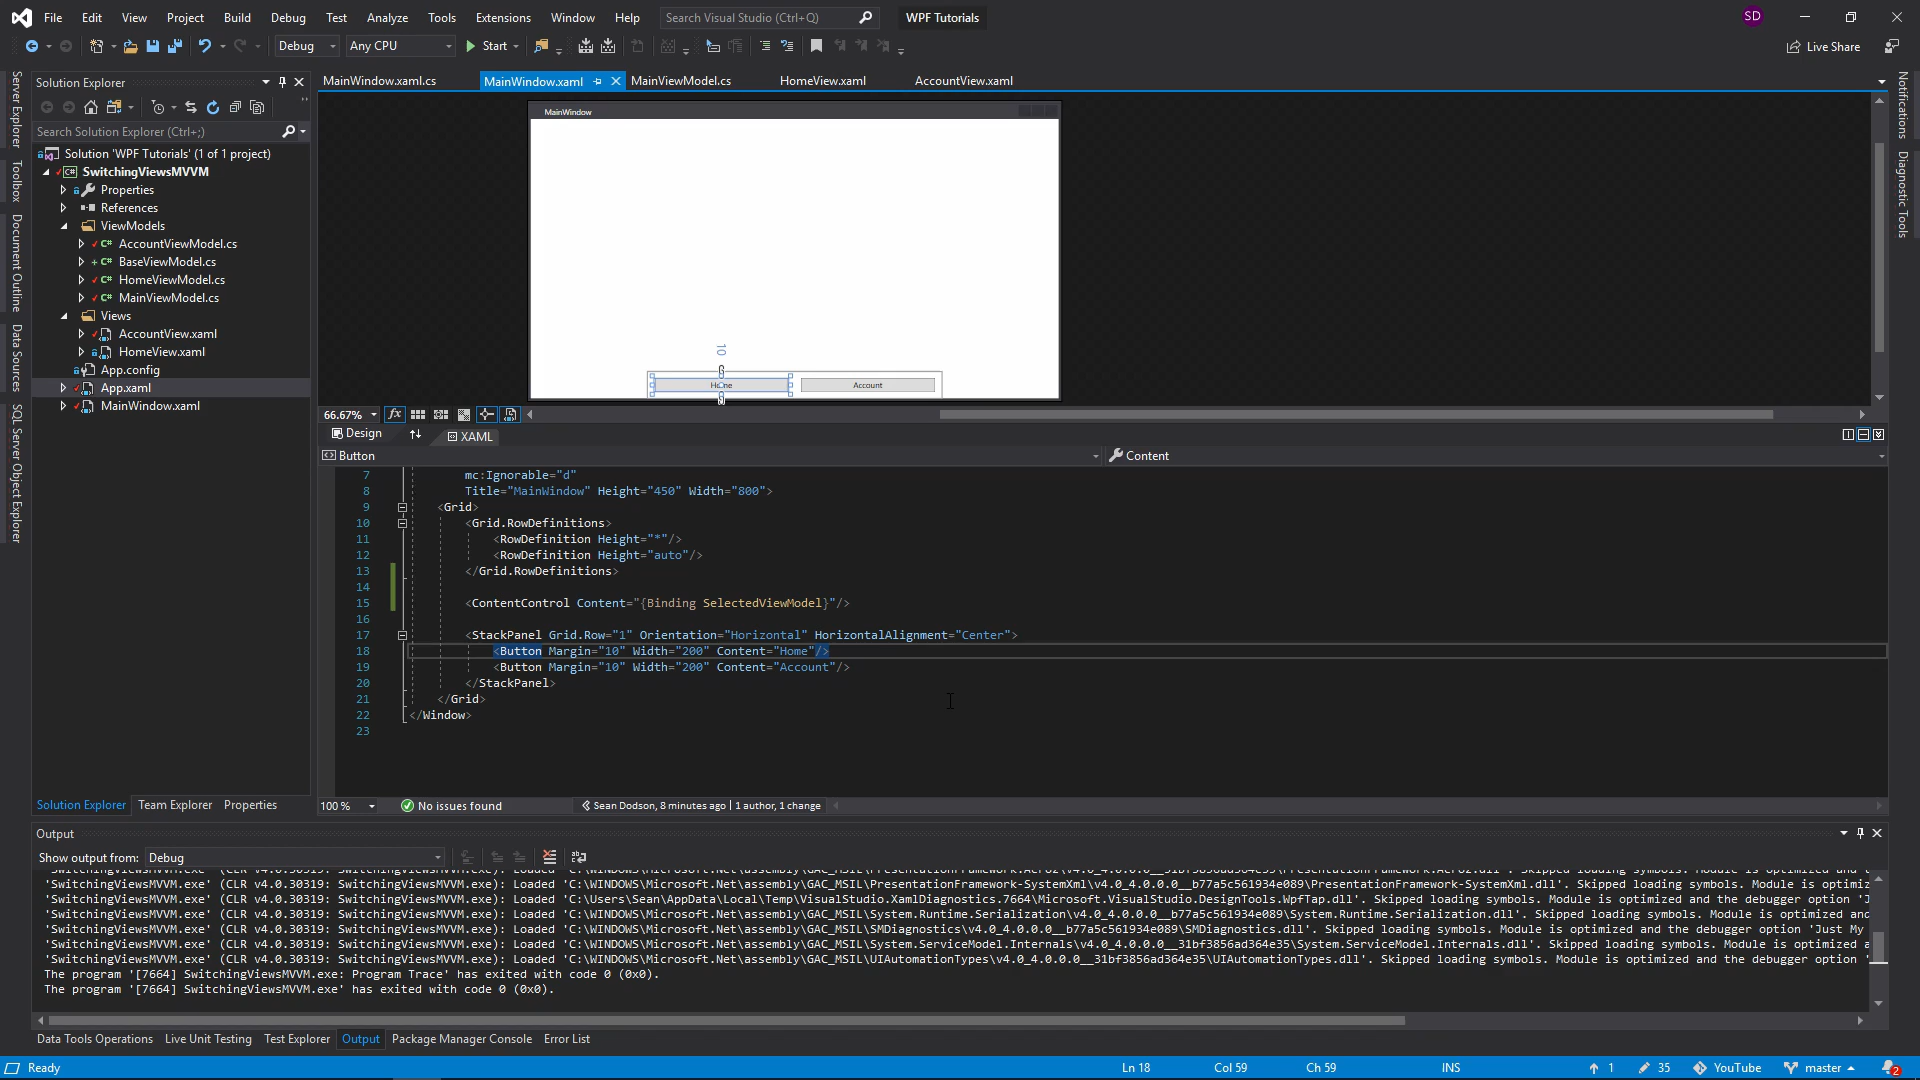 File Edit View Project Build Debug Test Analyze Tools Extensions Window Help Search Visual Studio (Ctrl+Q) WPF Tutorials SD
Debug Any CPU Start Live Share
Solution Explorer
MainWindow.xaml.cs MainWindow.xaml MainViewModel.cs HomeView.xaml AccountView.xaml
Search Solution Explorer (Ctrl+;)
Solution 'WPF Tutorials' (1 of 1 project)
SwitchingViewsMVVM
Properties
References
ViewModels
AccountViewModel.cs
BaseViewModel.cs
HomeViewModel.cs
MainViewModel.cs
Views
AccountView.xaml
HomeView.xaml
App.config
App.xaml
MainWindow.xaml
Server Explorer
Toolbox
Document Outline
Data Sources
SQL Server Object Explorer
Notifications
Diagnostic Tools
MainWindow
10
Home Account
66.67%
Design XAML
Button Content
7 mc:Ignorable="d"
8 Title="MainWindow" Height="450" Width="800">
9 <Grid>
10 <Grid.RowDefinitions>
11 <RowDefinition Height="*"/>
12 <RowDefinition Height="auto"/>
13 </Grid.RowDefinitions>
14
15 <ContentControl Content="{Binding SelectedViewModel}"/>
16
17 <StackPanel Grid.Row="1" Orientation="Horizontal" HorizontalAlignment="Center">
18 <Button Margin="10" Width="200" Content="Home"/>
19 <Button Margin="10" Width="200" Content="Account"/>
20 </StackPanel>
21 </Grid>
22 </Window>
23
Solution Explorer Team Explorer Properties
100 % No issues found Sean Dodson, 8 minutes ago | 1 author, 1 change
Output
Show output from: Debug
'SwitchingViewsMVVM.exe' (CLR v4.0.30319: SwitchingViewsMVVM.exe): Loaded 'C:\WINDOWS\Microsoft.Net\assembly\GAC_MSIL\PresentationFramework-SystemXml\v4.0_4.0.0.0__b77a5c561934e089\PresentationFramework-SystemXml.dll'. Skipped loading symbols. Module is optimiz
'SwitchingViewsMVVM.exe' (CLR v4.0.30319: SwitchingViewsMVVM.exe): Loaded 'C:\Users\Sean\AppData\Local\Temp\VisualStudio.XamlDiagnostics.7664\Microsoft.VisualStudio.DesignTools.WpfTap.dll'. Skipped loading symbols. Module is optimized and the debugger option 'J
'SwitchingViewsMVVM.exe' (CLR v4.0.30319: SwitchingViewsMVVM.exe): Loaded 'C:\WINDOWS\Microsoft.Net\assembly\GAC_MSIL\System.Runtime.Serialization\v4.0_4.0.0.0__b77a5c561934e089\System.Runtime.Serialization.dll'. Skipped loading symbols. Module is optimized and
'SwitchingViewsMVVM.exe' (CLR v4.0.30319: SwitchingViewsMVVM.exe): Loaded 'C:\WINDOWS\Microsoft.Net\assembly\GAC_MSIL\SMDiagnostics\v4.0_4.0.0.0__b77a5c561934e089\SMDiagnostics.dll'. Skipped loading symbols. Module is optimized and the debugger option 'Just My
'SwitchingViewsMVVM.exe' (CLR v4.0.30319: SwitchingViewsMVVM.exe): Loaded 'C:\WINDOWS\Microsoft.Net\assembly\GAC_MSIL\System.ServiceModel.Internals\v4.0_4.0.0.0__31bf3856ad364e35\System.ServiceModel.Internals.dll'. Skipped loading symbols. Module is optimized a
'SwitchingViewsMVVM.exe' (CLR v4.0.30319: SwitchingViewsMVVM.exe): Loaded 'C:\WINDOWS\Microsoft.Net\assembly\GAC_MSIL\UIAutomationTypes\v4.0_4.0.0.0__31bf3856ad364e35\UIAutomationTypes.dll'. Skipped loading symbols. Module is optimized and the debugger option '
The program '[7664] SwitchingViewsMVVM.exe: Program Trace' has exited with code 0 (0x0).
The program '[7664] SwitchingViewsMVVM.exe' has exited with code 0 (0x0).
Data Tools Operations Live Unit Testing Test Explorer Output Package Manager Console Error List
Ready Ln 18 Col 59 Ch 59 INS 1 35 YouTube master 2